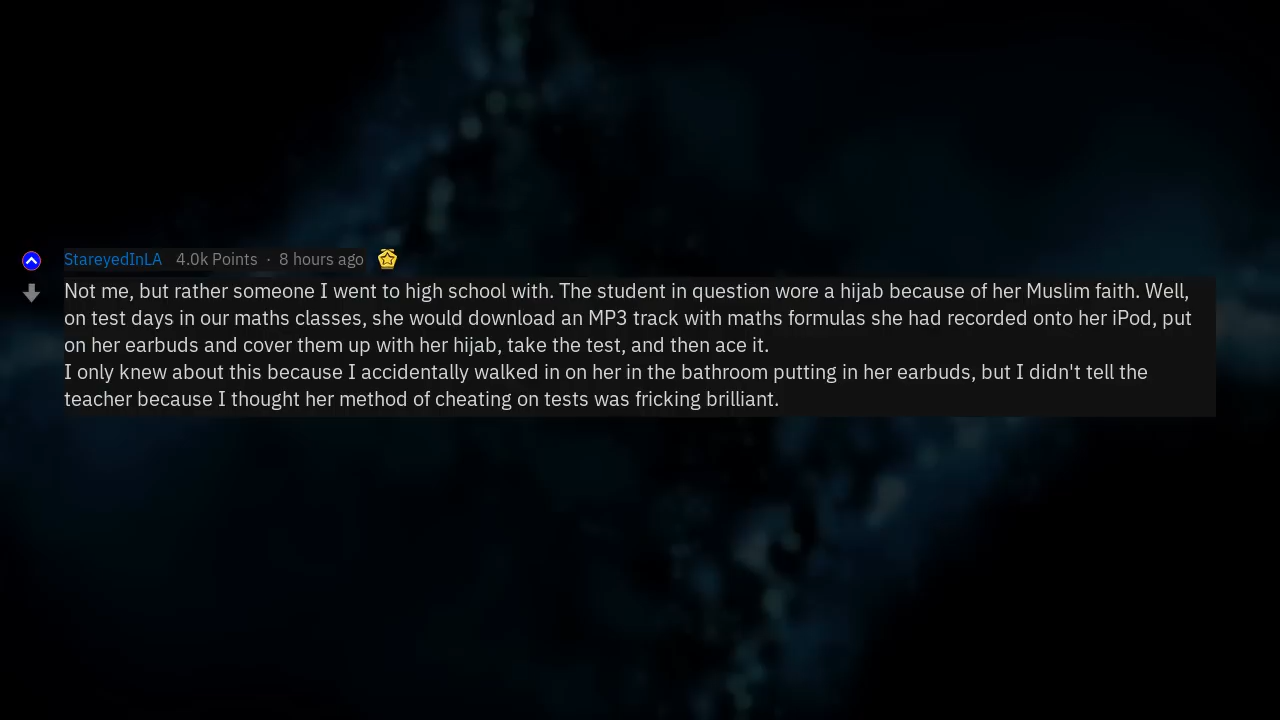 StareyedInLA 4.0k Points · 8 hours ago
Not me, but rather someone I went to high school with. The student in question wore a hijab because of her Muslim faith. Well,
on test days in our maths classes, she would download an MP3 track with maths formulas she had recorded onto her iPod, put
on her earbuds and cover them up with her hijab, take the test, and then ace it.
I only knew about this because I accidentally walked in on her in the bathroom putting in her earbuds, but I didn't tell the
teacher because I thought her method of cheating on tests was fricking brilliant.